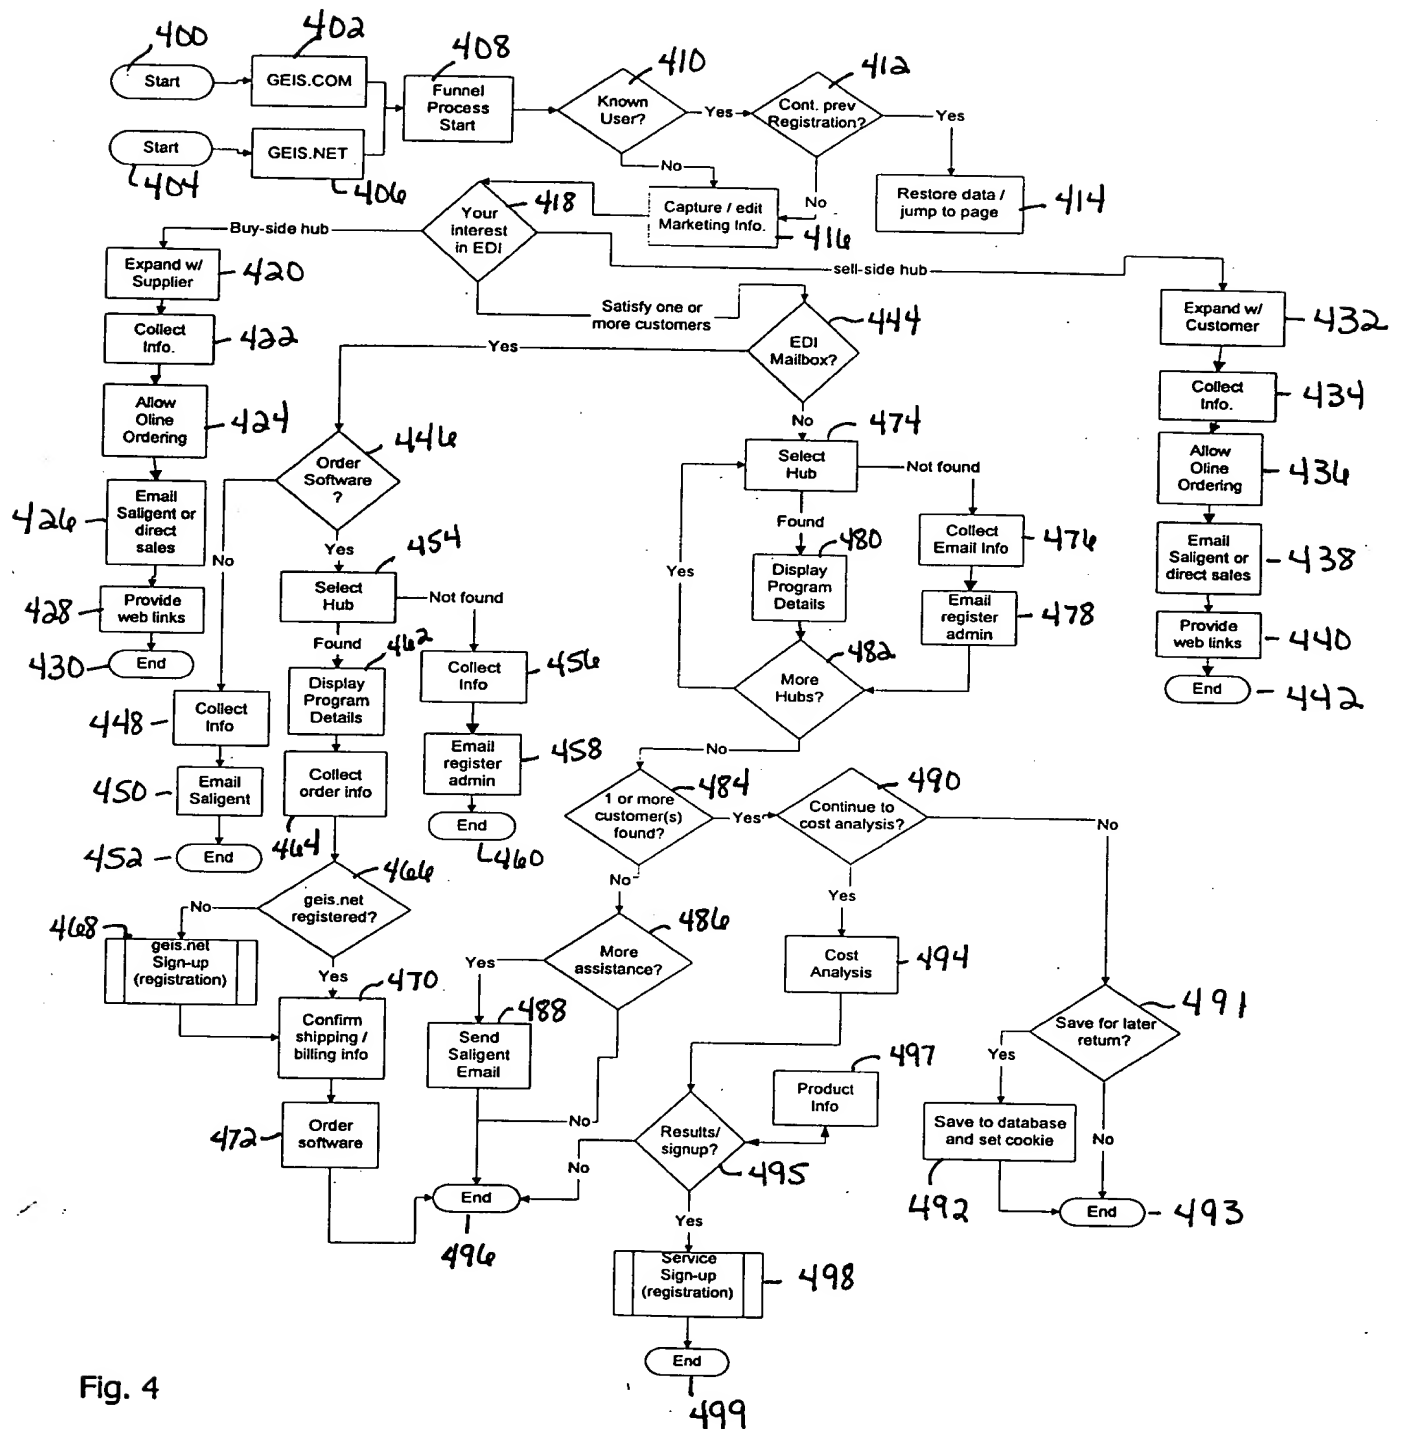 400
402
408
410
412
Start
GEIS.COM
Funnel
Process
Start
Known
User?
Yes
Cont. prev
Registration?
Yes
Start
GEIS.NET
404
406
No
No
Capture / edit
Marketing Info.
416
Restore data /
jump to page
414
Your
Interest
in EDI
418
Buy-side hub
sell-side hub
Satisfy one or
more customers
Expand w/
Supplier
420
Collect
Info.
422
Allow
Oline
Ordering
424
Email
Saligent or
direct
sales
426
Provide
web links
428
End
430
Expand w/
Customer
432
Collect
Info.
434
Allow
Oline
Ordering
436
Email
Saligent or
direct sales
438
Provide
web links
440
End
442
EDI
Mailbox?
444
Yes
No
Order
Software
?
446
No
Yes
Collect
Info
448
Email
Saligent
450
End
452
Select
Hub
454
Not found
Found
Collect
Info
456
Email
register
admin
458
End
460
Display
Program
Details
462
Collect
order info
464
geis.net
registered?
466
No
Yes
geis.net
Sign-up
(registration)
468
Confirm
shipping /
billing info
470
Order
software
472
Select
Hub
474
Not found
Found
Collect
Email Info
476
Email
register
admin
478
Display
Program
Details
480
More
Hubs?
482
Yes
No
1 or more
customer(s)
found?
484
Yes
No
More
assistance?
486
Yes
No
Send
Saligent
Email
488
Continue to
cost analysis?
490
No
Yes
Cost
Analysis
494
Save for later
return?
491
Yes
No
Save to database
and set cookie
492
End
493
Results/
signup?
495
Product
Info
497
No
Yes
End
496
Service
Sign-up
(registration)
498
End
499
Fig. 4